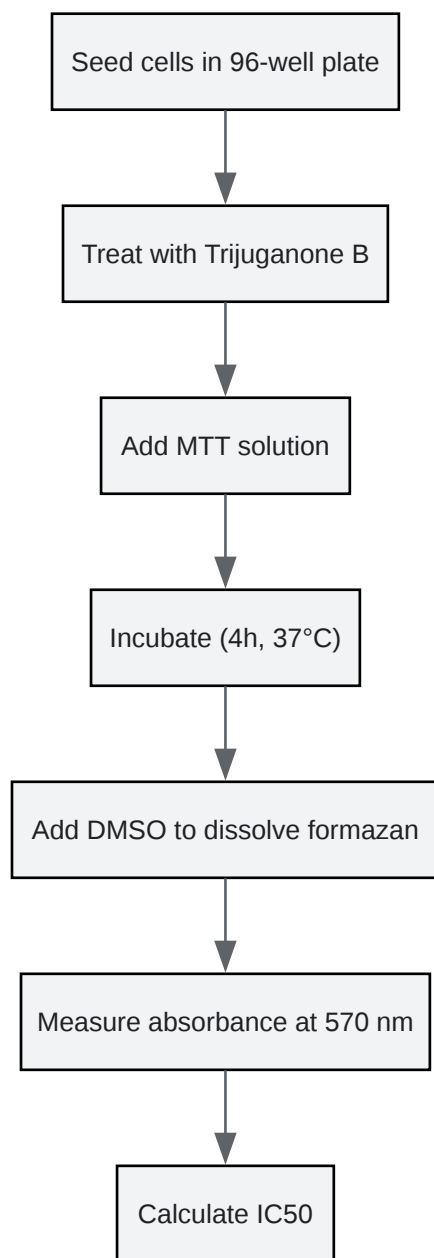 Seed cells in 96-well plate
Treat with Trijuganone B
Add MTT solution
Incubate (4h, 37°C)
Add DMSO to dissolve formazan
Measure absorbance at 570 nm
Calculate IC50